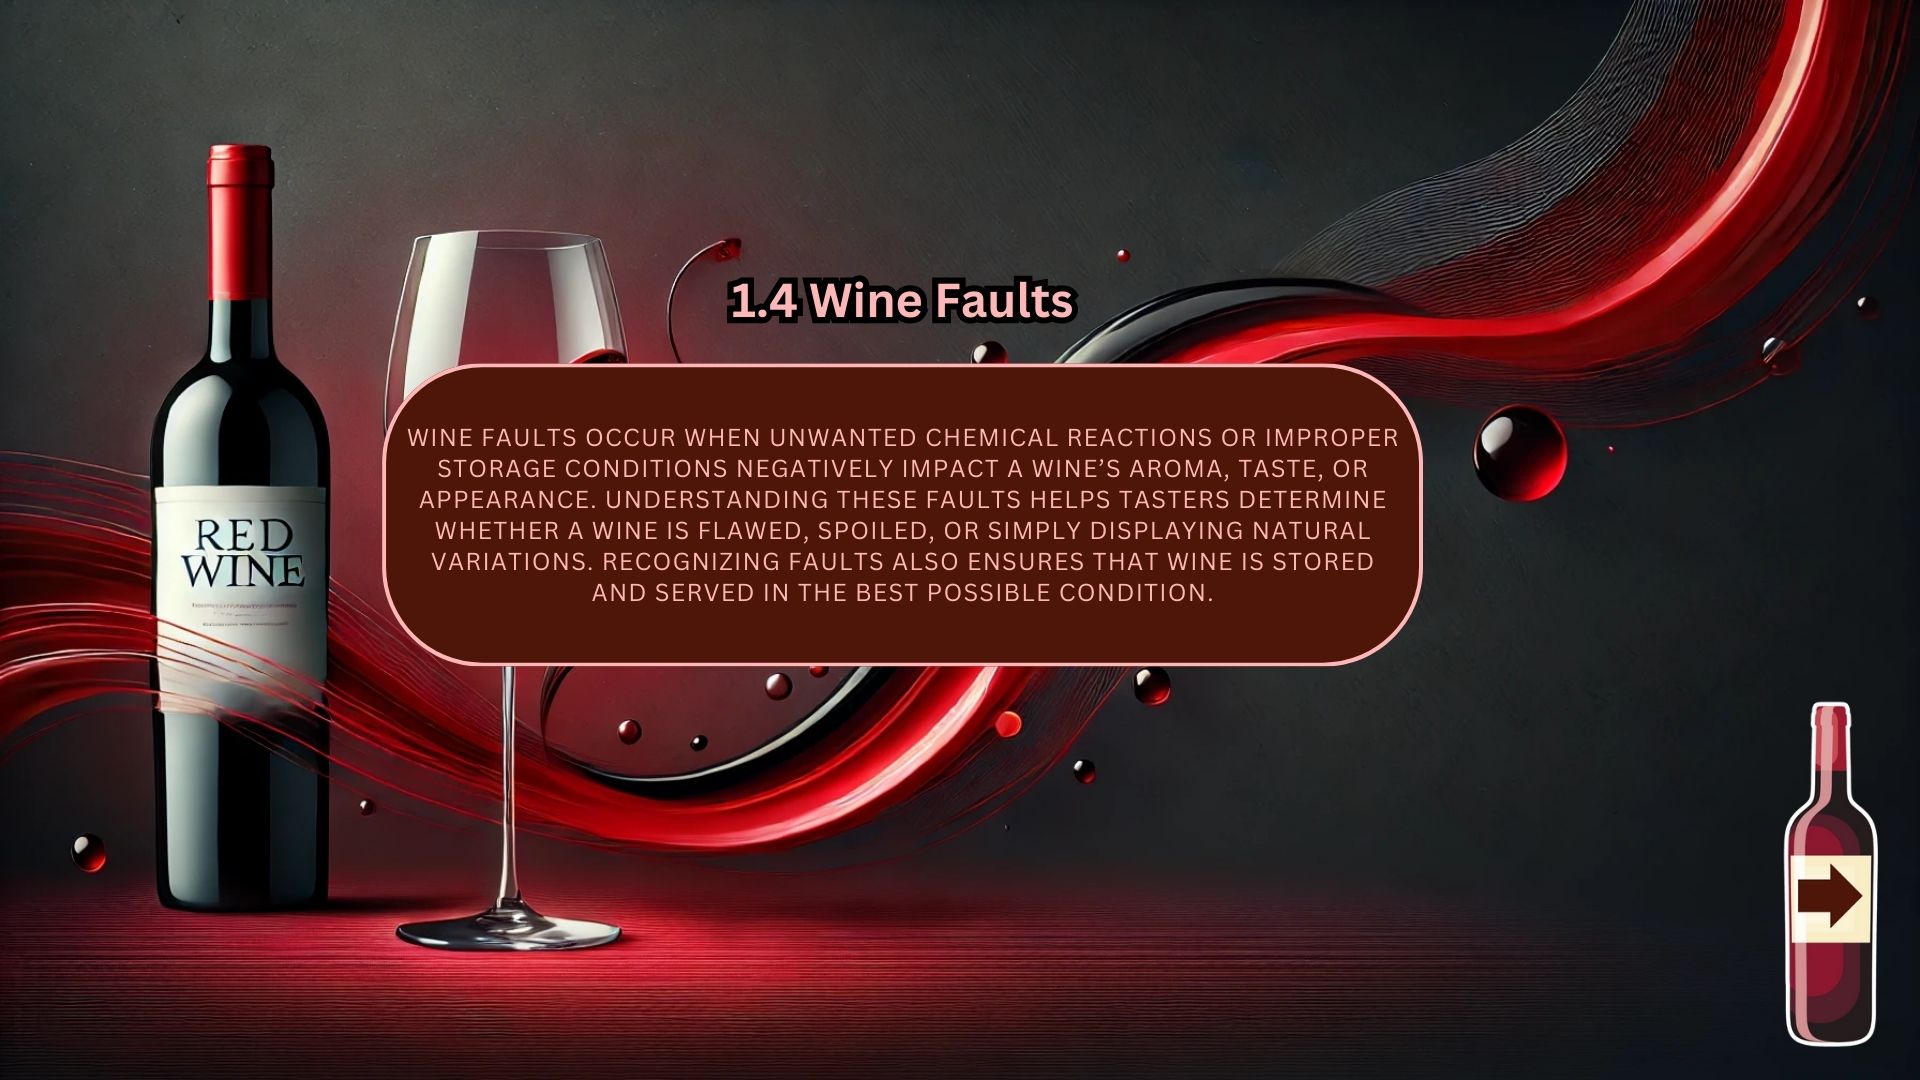 1.4 Wine Faults
WINE FAULTS OCCUR WHEN UNWANTED CHEMICAL REACTIONS OR IMPROPER
STORAGE CONDITIONS NEGATIVELY IMPACT A WINE’S AROMA, TASTE, OR
APPEARANCE. UNDERSTANDING THESE FAULTS HELPS TASTERS DETERMINE
WHETHER A WINE IS FLAWED, SPOILED, OR SIMPLY DISPLAYING NATURAL
VARIATIONS. RECOGNIZING FAULTS ALSO ENSURES THAT WINE IS STORED
AND SERVED IN THE BEST POSSIBLE CONDITION.
RED
WINE